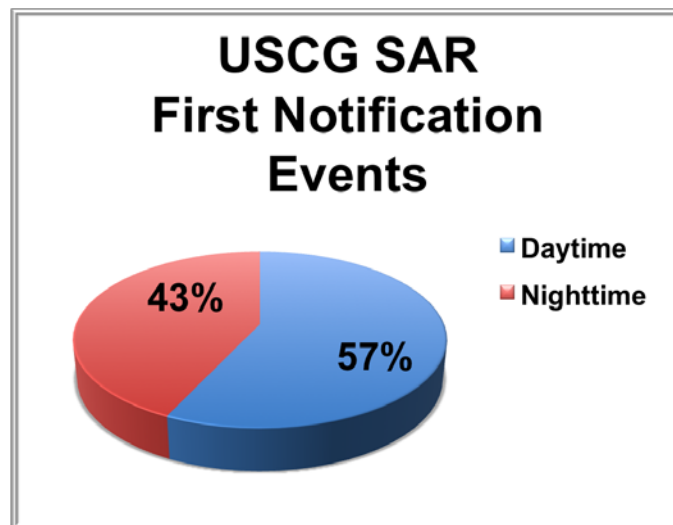 USCG SAR
First Notification
Events
Daytime
Nighttime
43%
57%